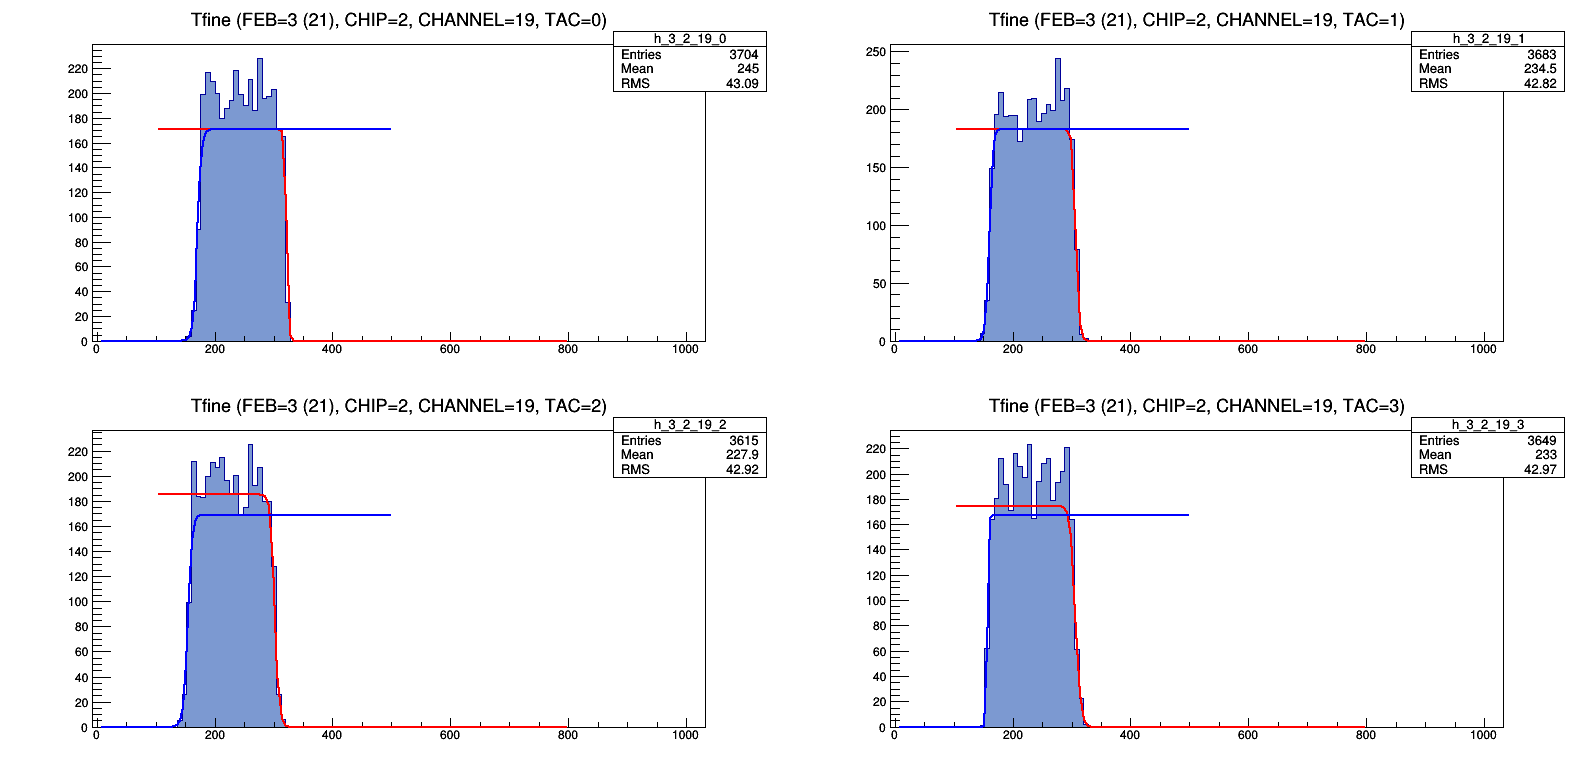 Tfine (FEB=3 (21), CHIP=2, CHANNEL=19, TAC=0)
h_3_2_19_0
Entries 3704
Mean 245
RMS 43.09
220
200
180
160
140
120
100
80
60
40
20
0
0 200 400 600 800 1000
Tfine (FEB=3 (21), CHIP=2, CHANNEL=19, TAC=1)
h_3_2_19_1
Entries 3683
Mean 234.5
RMS 42.82
250
200
150
100
50
0
0 200 400 600 800 1000
Tfine (FEB=3 (21), CHIP=2, CHANNEL=19, TAC=2)
h_3_2_19_2
Entries 3615
Mean 227.9
RMS 42.92
220
200
180
160
140
120
100
80
60
40
20
0
0 200 400 600 800 1000
Tfine (FEB=3 (21), CHIP=2, CHANNEL=19, TAC=3)
h_3_2_19_3
Entries 3649
Mean 233
RMS 42.97
220
200
180
160
140
120
100
80
60
40
20
0
0 200 400 600 800 1000